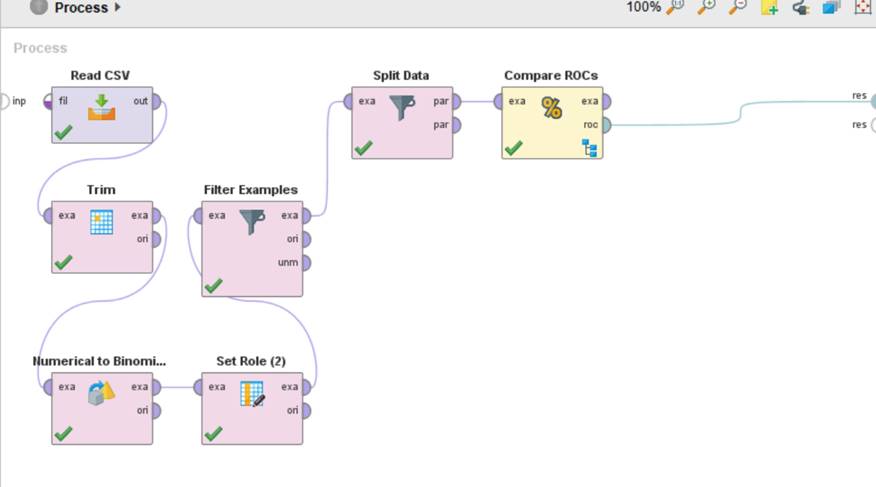 Process
100%
Process
Read CSV
inp
fil
out
Trim
exa
exa
ori
Numerical to Binomi...
exa
exa
ori
Set Role (2)
exa
exa
ori
Filter Examples
exa
exa
ori
unm
Split Data
exa
par
par
Compare ROCs
exa
%
exa
roc
res
res